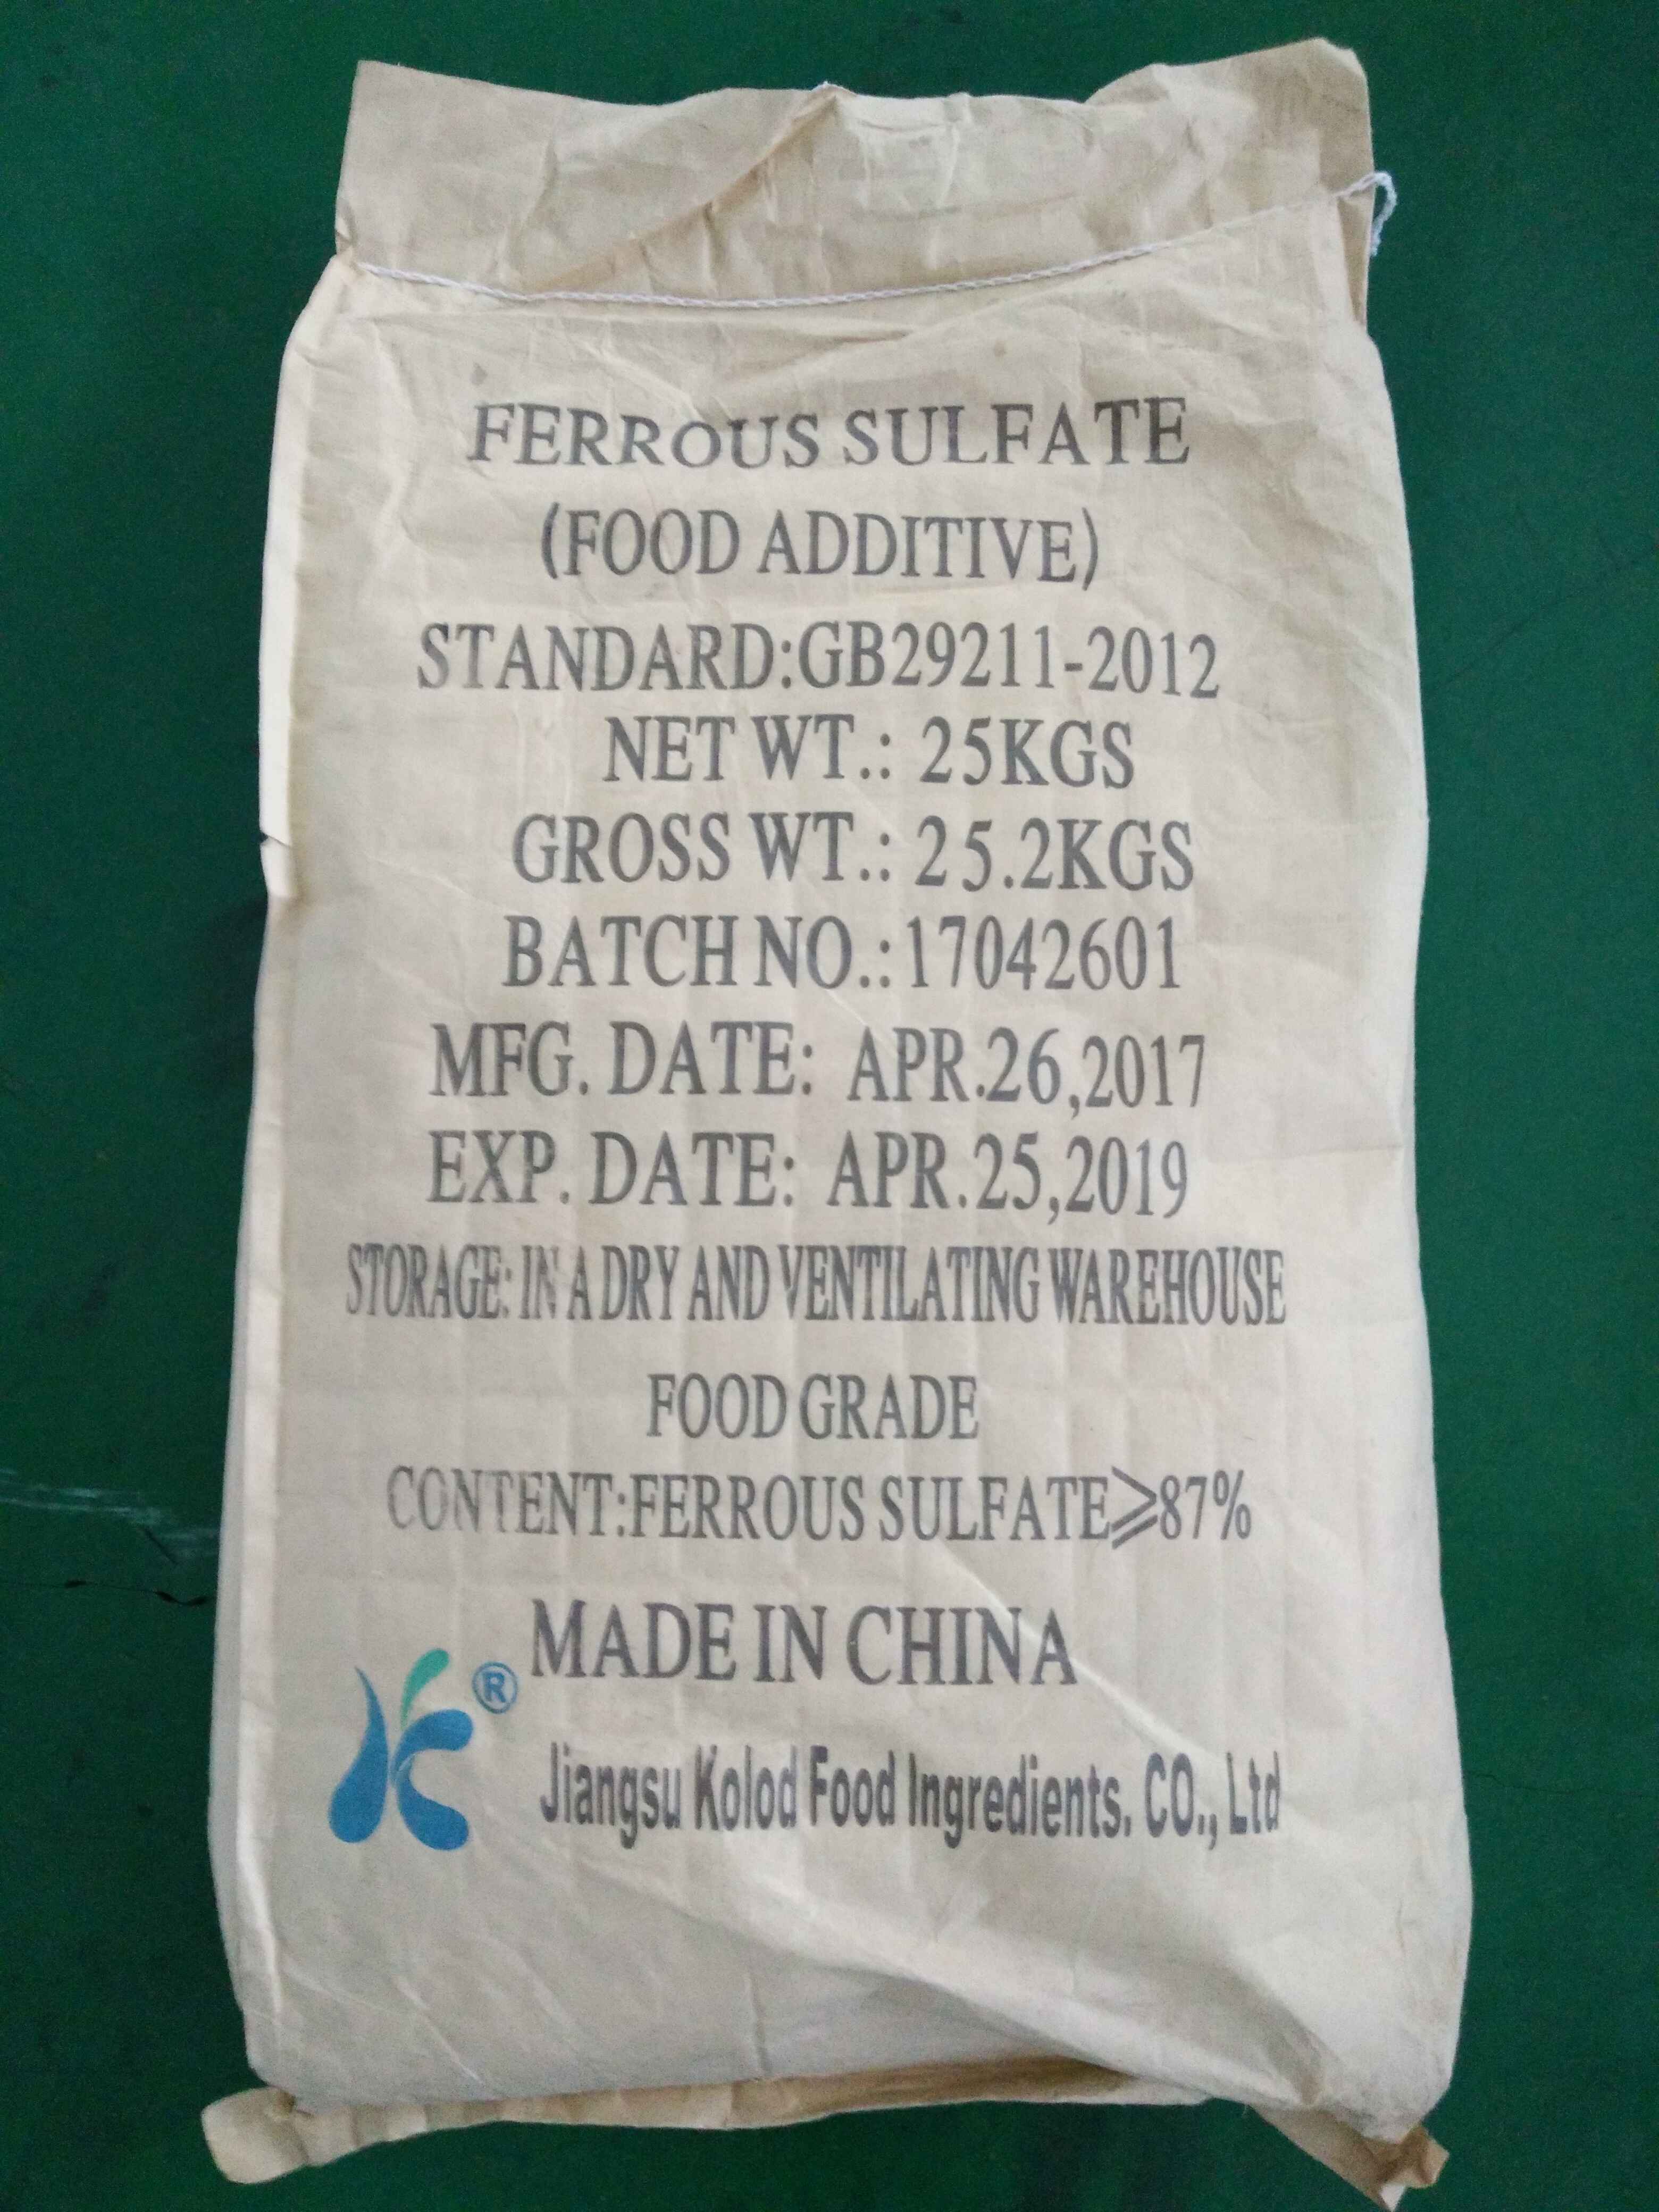 FERROUS SULFATE
(FOOD ADDITIVE)
STANDARD:GB29211-2012
NET WT.: 25KGS
GROSS WT.: 25.2KGS
BATCH NO.:17042601
MFG. DATE: APR.26,2017
EXP. DATE: APR.25,2019
STORAGE: IN A DRY AND VENTILATING WAREHOUSE
FOOD GRADE
CONTENT:FERROUS SULFATE⩾87%
MADE IN CHINA
K®
Jiangsu Kolod Food Ingredients. CO., Ltd